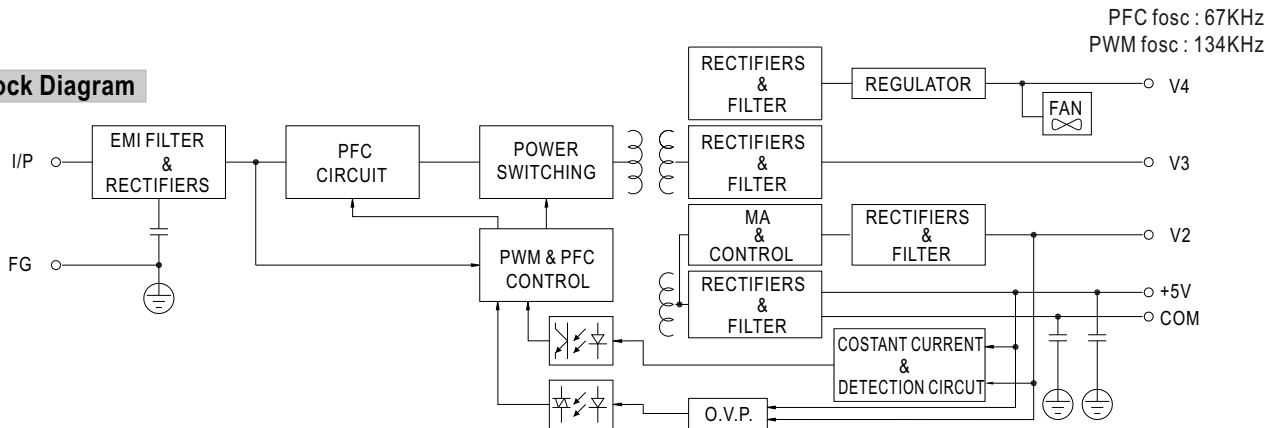 PFC fosc : 67KHz
PWM fosc : 134KHz
ock Diagram
RECTIFIERS
&
FILTER
REGULATOR
V4
FAN
I/P
EMI FILTER
&
RECTIFIERS
PFC
CIRCUIT
POWER
SWITCHING
RECTIFIERS
&
FILTER
V3
MA
&
CONTROL
RECTIFIERS
&
FILTER
V2
FG
PWM & PFC
CONTROL
RECTIFIERS
&
FILTER
+5V
COM
COSTANT CURRENT
&
DETECTION CIRCUT
O.V.P.